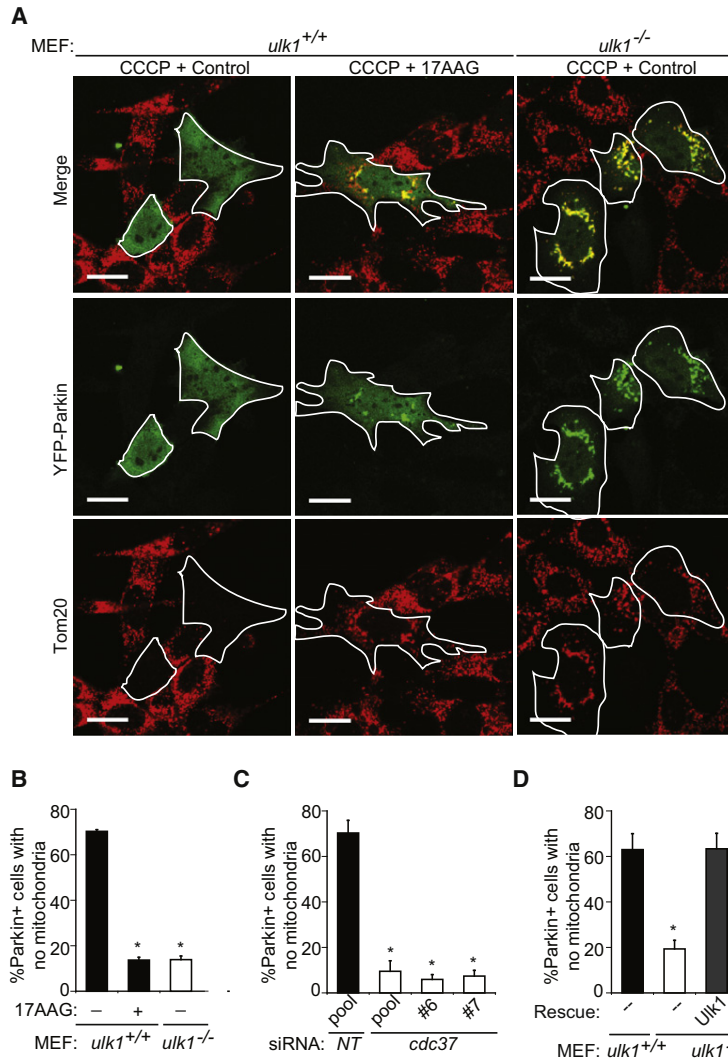 A
MEF: ulk1+/+ ulk1-/-
CCCP + Control CCCP + 17AAG CCCP + Control
Merge
YFP-Parkin
Tom20
B
%Parkin+ cells with
no mitochondria
80
60
40
20
0
* *
17AAG: – + –
MEF: ulk1+/+ ulk1-/-
C
%Parkin+ cells with
no mitochondria
80
60
40
20
0
* * *
pool pool #6 #7
siRNA: NT cdc37
D
%Parkin+ cells with
no mitochondria
80
60
40
20
0
*
Rescue: -- -- Ulk1
MEF: ulk1+/+ ulk1-